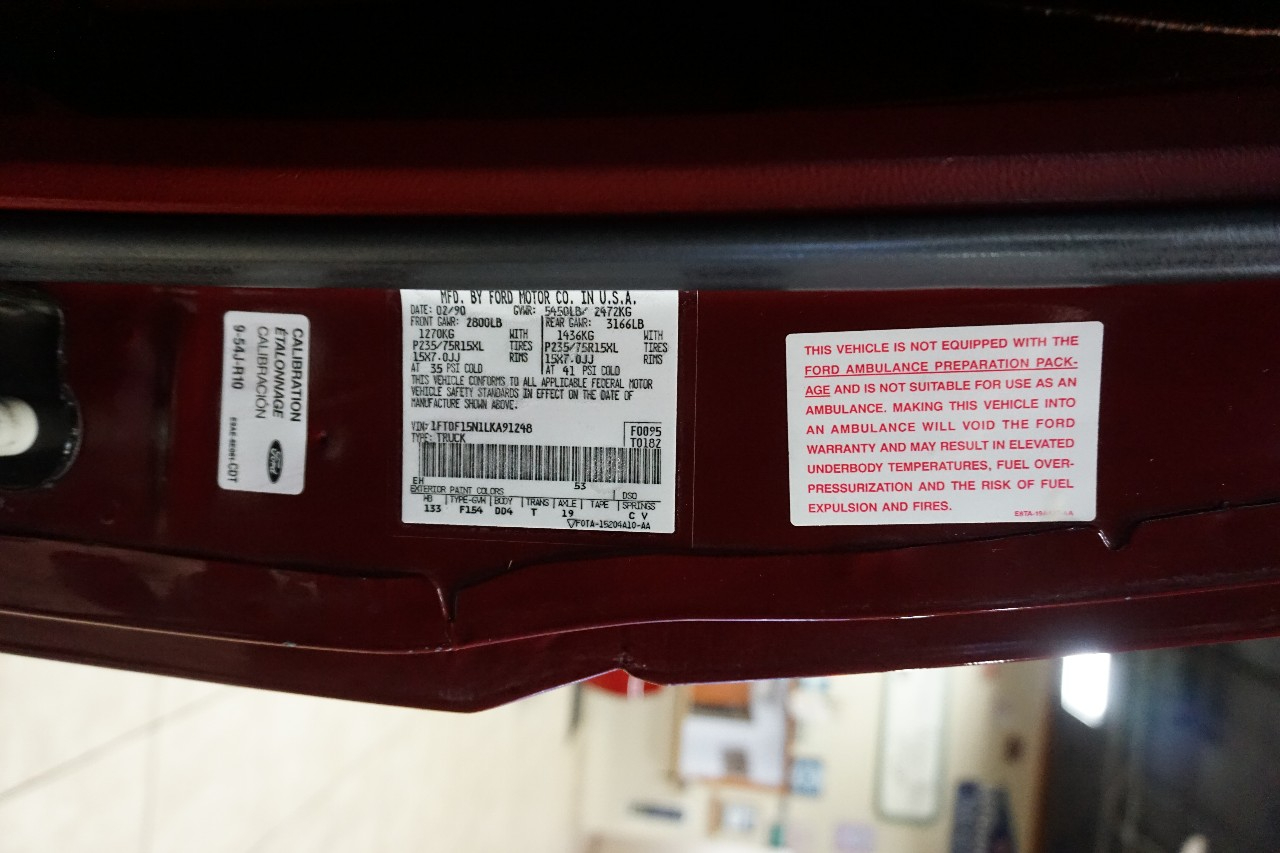 CALIBRATION
ÉTALONNAGE
CALIBRACIÓN
9-54J-R10
Ford
MFD. BY FORD MOTOR CO. IN U.S.A.
DATE: 02/90 GVWR: 5450LB/ 2472KG
FRONT GAWR: 2800LB REAR GAWR: 3166LB
1270KG WITH 1436KG WITH
P235/75R15XL TIRES P235/75R15XL TIRES
15X7.0JJ RIMS 15X7.0JJ RIMS
AT 35 PSI COLD AT 41 PSI COLD
THIS VEHICLE CONFORMS TO ALL APPLICABLE FEDERAL MOTOR
VEHICLE SAFETY STANDARDS IN EFFECT ON THE DATE OF
MANUFACTURE SHOWN ABOVE.
VIN: 1FTDF15N1LKA91248 F0095
TYPE: TRUCK T0182
EH 53
EXTERIOR PAINT COLORS DSO
WB TYPE-GVW BODY TRANS AXLE TAPE SPRINGS
133 F154 DD4 T 19 C V
▽F0TA-15204A10-AA
THIS VEHICLE IS NOT EQUIPPED WITH THE
FORD AMBULANCE PREPARATION PACK-
AGE AND IS NOT SUITABLE FOR USE AS AN
AMBULANCE. MAKING THIS VEHICLE INTO
AN AMBULANCE WILL VOID THE FORD
WARRANTY AND MAY RESULT IN ELEVATED
UNDERBODY TEMPERATURES, FUEL OVER-
PRESSURIZATION AND THE RISK OF FUEL
EXPULSION AND FIRES.